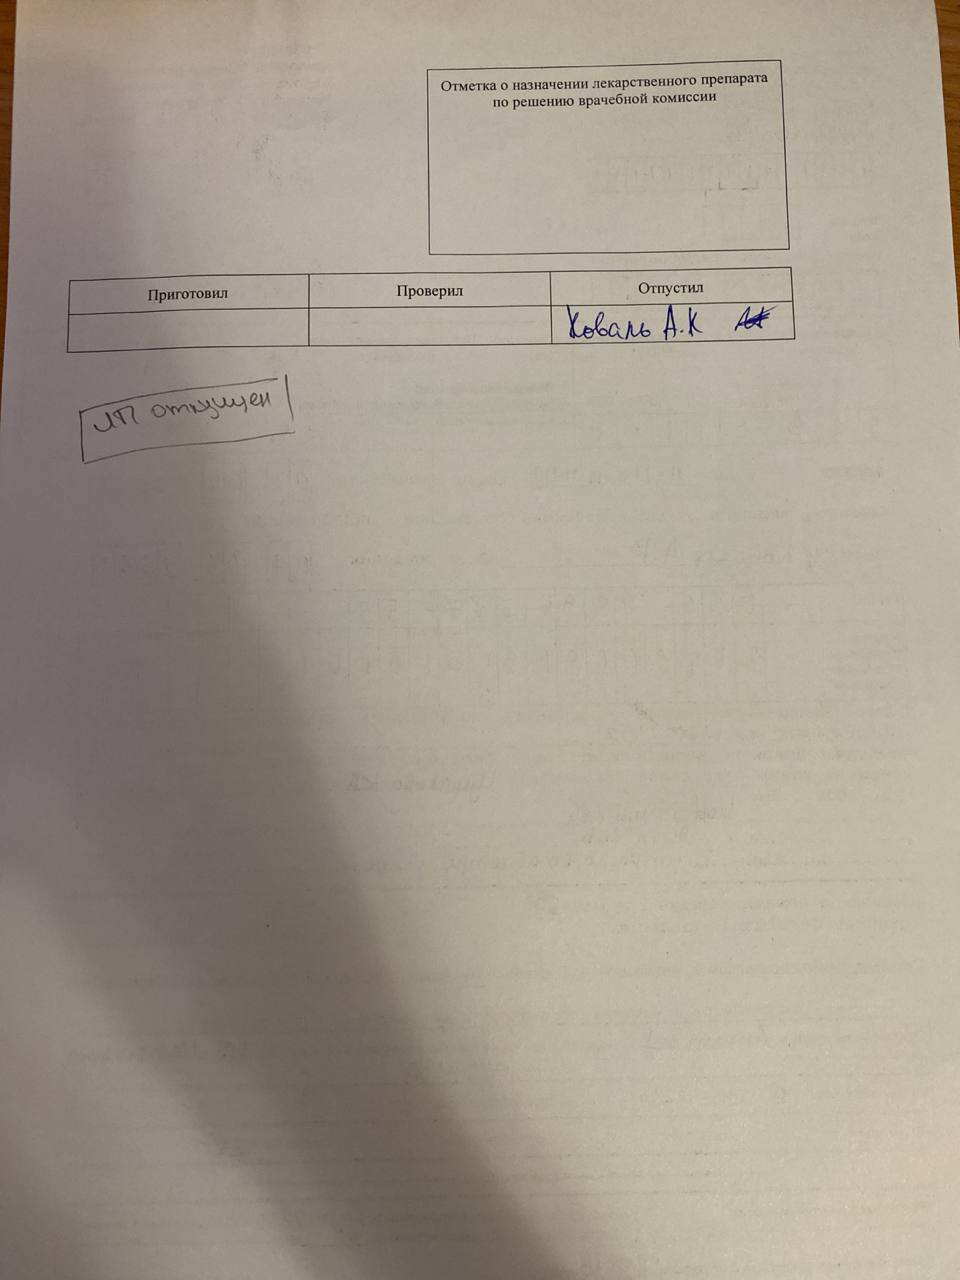 Отметка о назначении лекарственного препарата
по решению врачебной комиссии
Приготовил
Проверил
Отпустил
Коваль А.К
ЛП отпущен